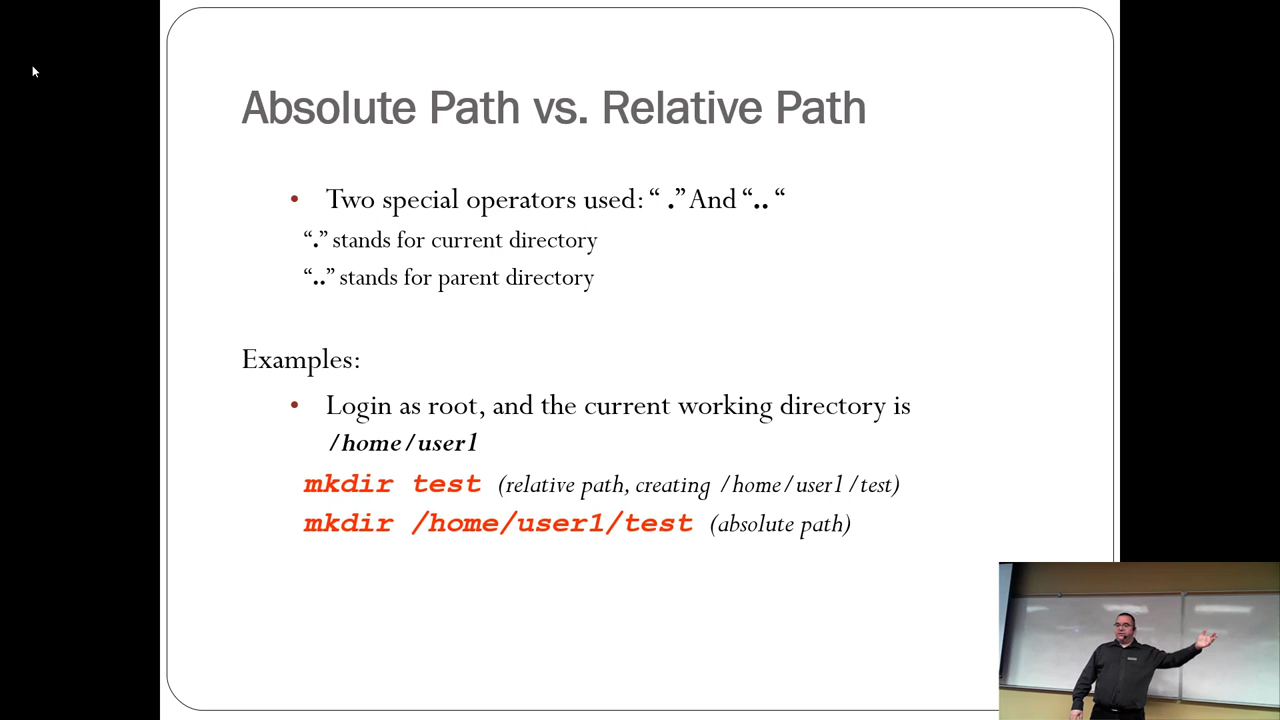 Absolute Path vs. Relative Path
• Two special operators used: “ .” And “.. “
“.” stands for current directory
“..” stands for parent directory
Examples:
• Login as root, and the current working directory is
/home/user1
mkdir test (relative path, creating /home/user1/test)
mkdir /home/user1/test (absolute path)